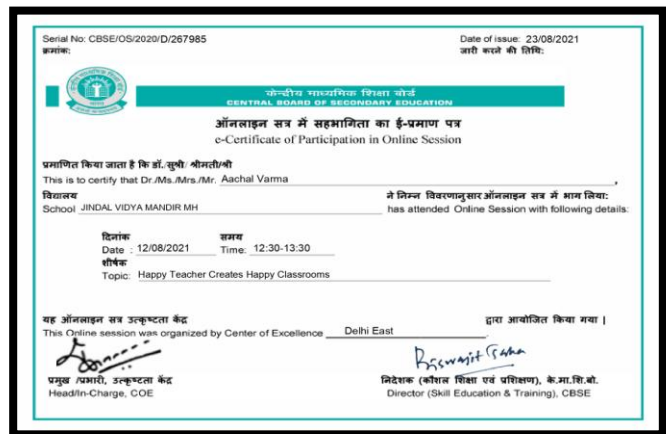 Serial No: CBSE/OS/2020/D/267985 Date of issue: 23/08/2021
क्रमांक: जारी करने की तिथि:
केन्द्रीय माध्यमिक शिक्षा बोर्ड
CENTRAL BOARD OF SECONDARY EDUCATION
ऑनलाइन सत्र में सहभागिता का ई-प्रमाण पत्र
e-Certificate of Participation in Online Session
प्रमाणित किया जाता है कि डॉ./सुश्री/ श्रीमती/श्री
This is to certify that Dr./Ms./Mrs./Mr. Aachal Varma ,
विद्यालय ने निम्न विवरणानुसार ऑनलाइन सत्र में भाग लिया:
School JINDAL VIDYA MANDIR MH has attended Online Session with following details:
दिनांक समय
Date : 12/08/2021 Time: 12:30-13:30
शीर्षक
Topic: Happy Teacher Creates Happy Classrooms
यह ऑनलाइन सत्र उत्कृष्टता केंद्र द्वारा आयोजित किया गया |
This Online session was organized by Center of Excellence Delhi East .
Biswajit Saha
प्रमुख /प्रभारी, उत्कृष्टता केंद्र निदेशक (कौशल शिक्षा एवं प्रशिक्षण), के.मा.शि.बो.
Head/In-Charge, COE Director (Skill Education & Training), CBSE